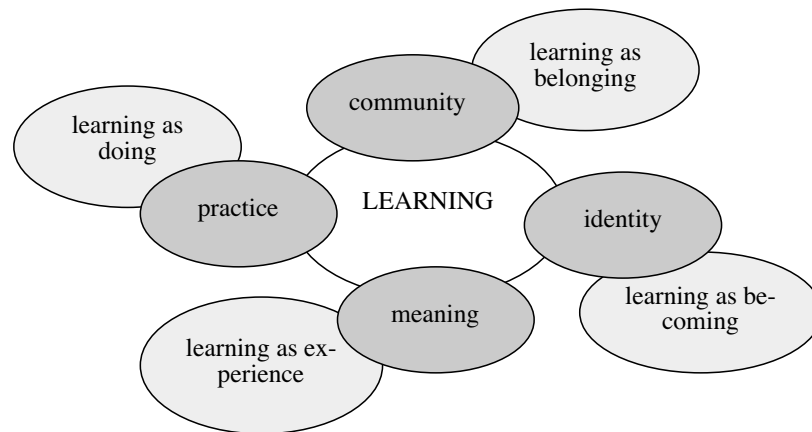 learning as
belonging
community
learning as
doing
LEARNING
practice
identity
learning as be-
coming
meaning
learning as ex-
perience